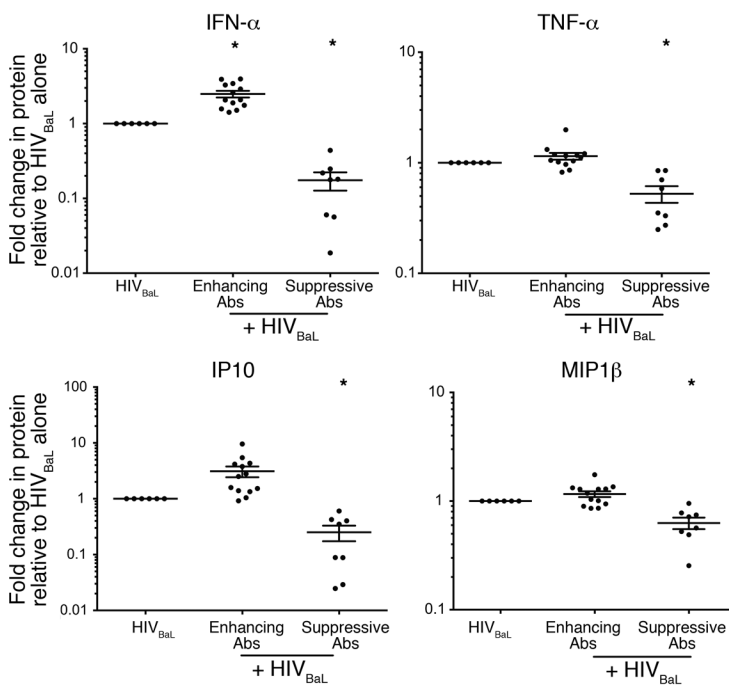 IFN-α
*
*
Fold change in protein
relative to HIVBaL alone
10
1
0.1
0.01
HIVBaL
Enhancing
Abs
Suppressive
Abs
+ HIVBaL
TNF-α
*
10
1
0.1
HIVBaL
Enhancing
Abs
Suppressive
Abs
+ HIVBaL
IP10
*
Fold change in protein
relative to HIVBaL alone
100
10
1
0.1
0.01
HIVBaL
Enhancing
Abs
Suppressive
Abs
+ HIVBaL
MIP1β
*
10
1
0.1
HIVBaL
Enhancing
Abs
Suppressive
Abs
+ HIVBaL